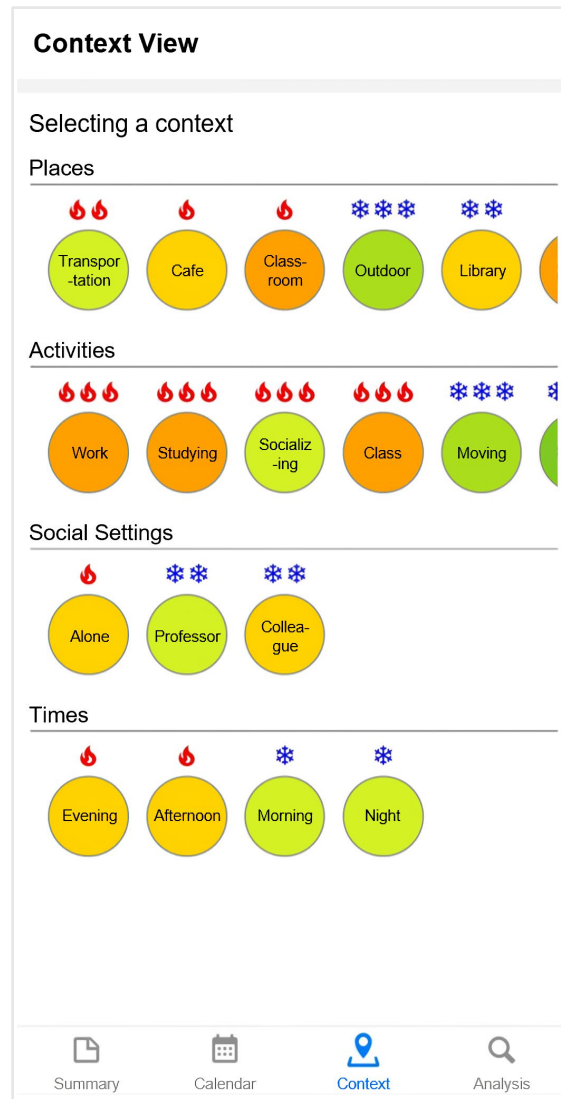 Context View
Selecting a context
Places
Transpor
-tation
Cafe
Class-
room
Outdoor
Library
Activities
Work
Studying
Socializ
-ing
Class
Moving
Social Settings
Alone
Professor
Collea-
gue
Times
Evening
Afternoon
Morning
Night
Summary
Calendar
Context
Analysis